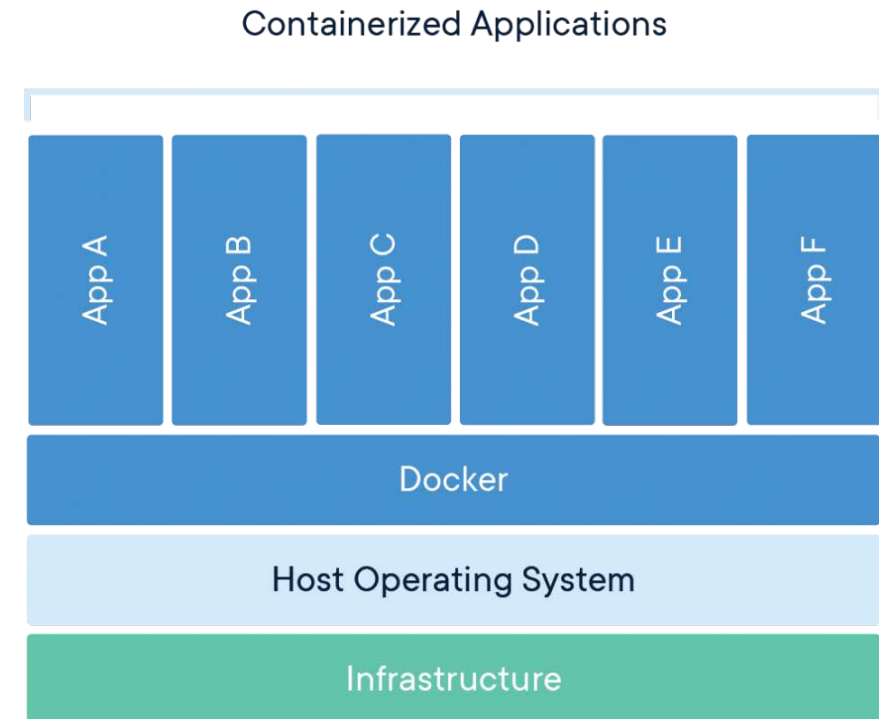 Containerized Applications
App A
App B
App C
App D
App E
App F
Docker
Host Operating System
Infrastructure